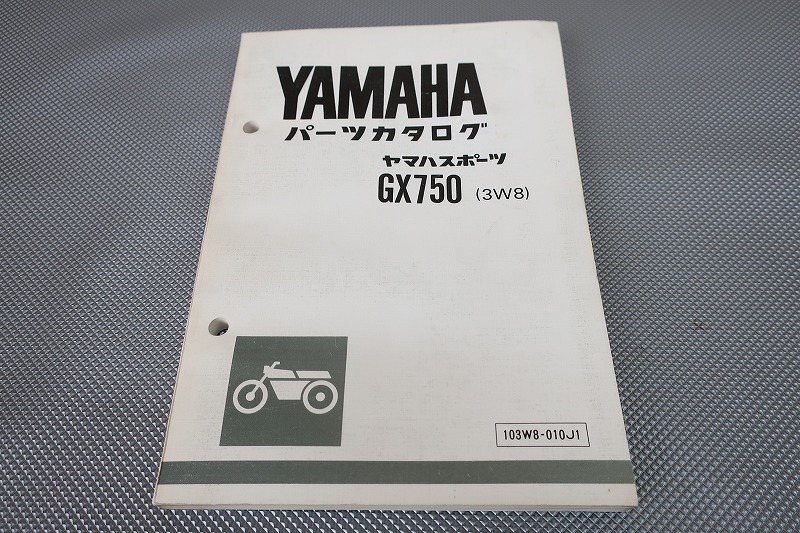 YAMAHA
パーツカタログ
ヤマハスポーツ
GX750 (3W8)
103W8-010J1